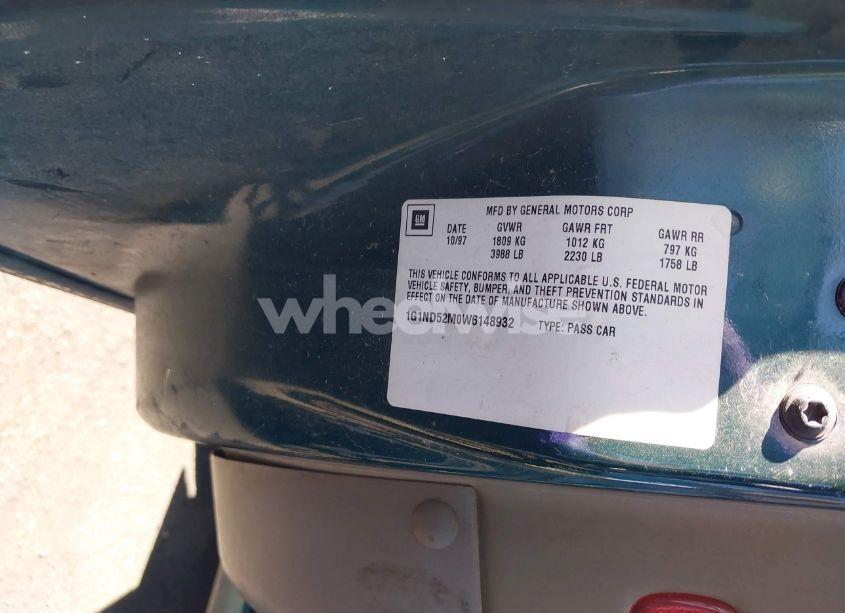 GM
MFD BY GENERAL MOTORS CORP
DATE GVWR GAWR FRT GAWR RR
10/97 1809 KG 1012 KG 797 KG
3988 LB 2230 LB 1758 LB
THIS VEHICLE CONFORMS TO ALL APPLICABLE U.S. FEDERAL MOTOR
VEHICLE SAFETY, BUMPER, AND THEFT PREVENTION STANDARDS IN
EFFECT ON THE DATE OF MANUFACTURE SHOWN ABOVE.
1G1ND52M0W6148932 TYPE: PASS CAR
wheelwise